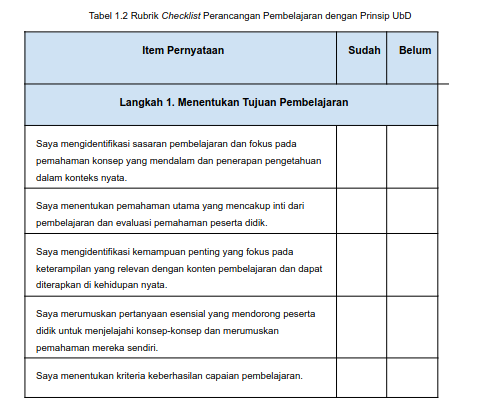 Tabel 1.2 Rubrik Checklist Perancangan Pembelajaran dengan Prinsip UbD
Item Pernyataan Sudah Belum
Langkah 1. Menentukan Tujuan Pembelajaran
Saya mengidentifikasi sasaran pembelajaran dan fokus pada
pemahaman konsep yang mendalam dan penerapan pengetahuan
dalam konteks nyata.
Saya menentukan pemahaman utama yang mencakup inti dari
pembelajaran dan evaluasi pemahaman peserta didik.
Saya mengidentifikasi kemampuan penting yang fokus pada
keterampilan yang relevan dengan konten pembelajaran dan dapat
diterapkan di kehidupan nyata.
Saya merumuskan pertanyaan esensial yang mendorong peserta
didik untuk menjelajahi konsep-konsep dan merumuskan
pemahaman mereka sendiri.
Saya menentukan kriteria keberhasilan capaian pembelajaran.